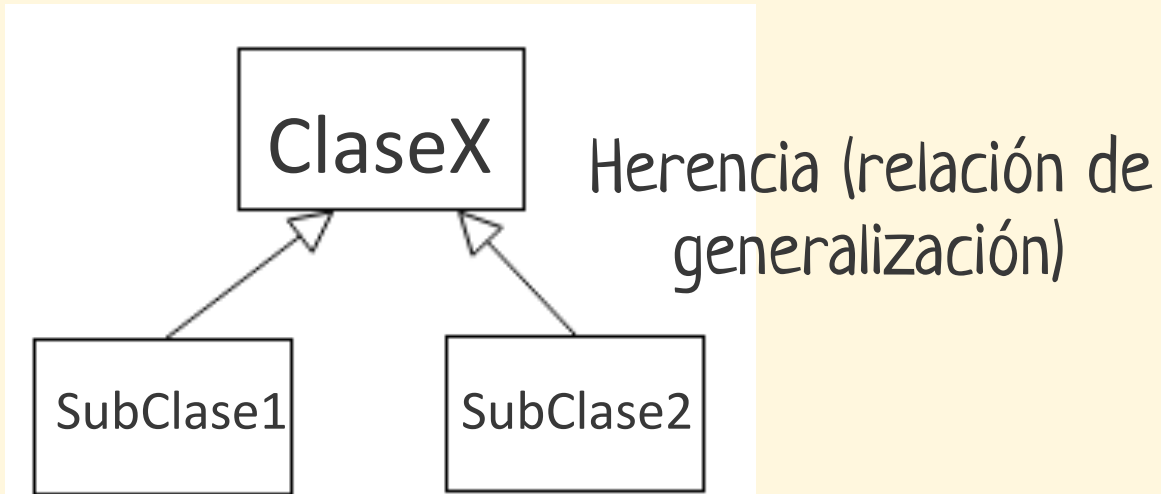 ClaseX
Herencia (relación de
generalización)
SubClase1
SubClase2